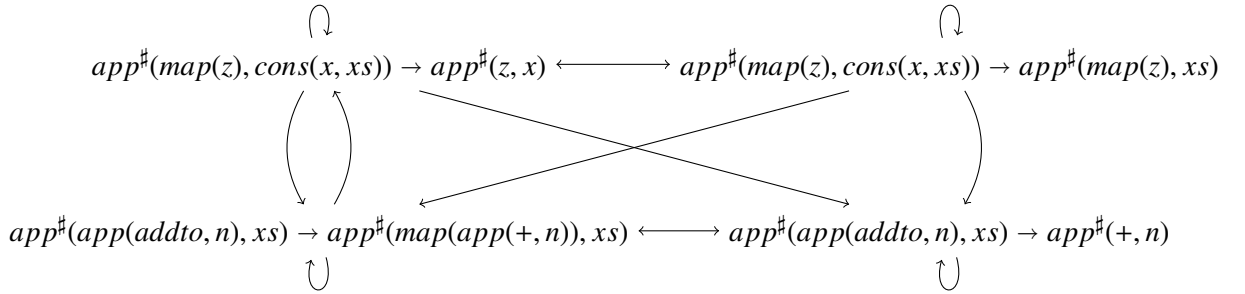 app♯(map(z), cons(x, xs)) → app♯(z, x) app♯(map(z), cons(x, xs)) → app♯(map(z), xs)
app♯(app(addto, n), xs) → app♯(map(app(+, n)), xs) app♯(app(addto, n), xs) → app♯(+, n)